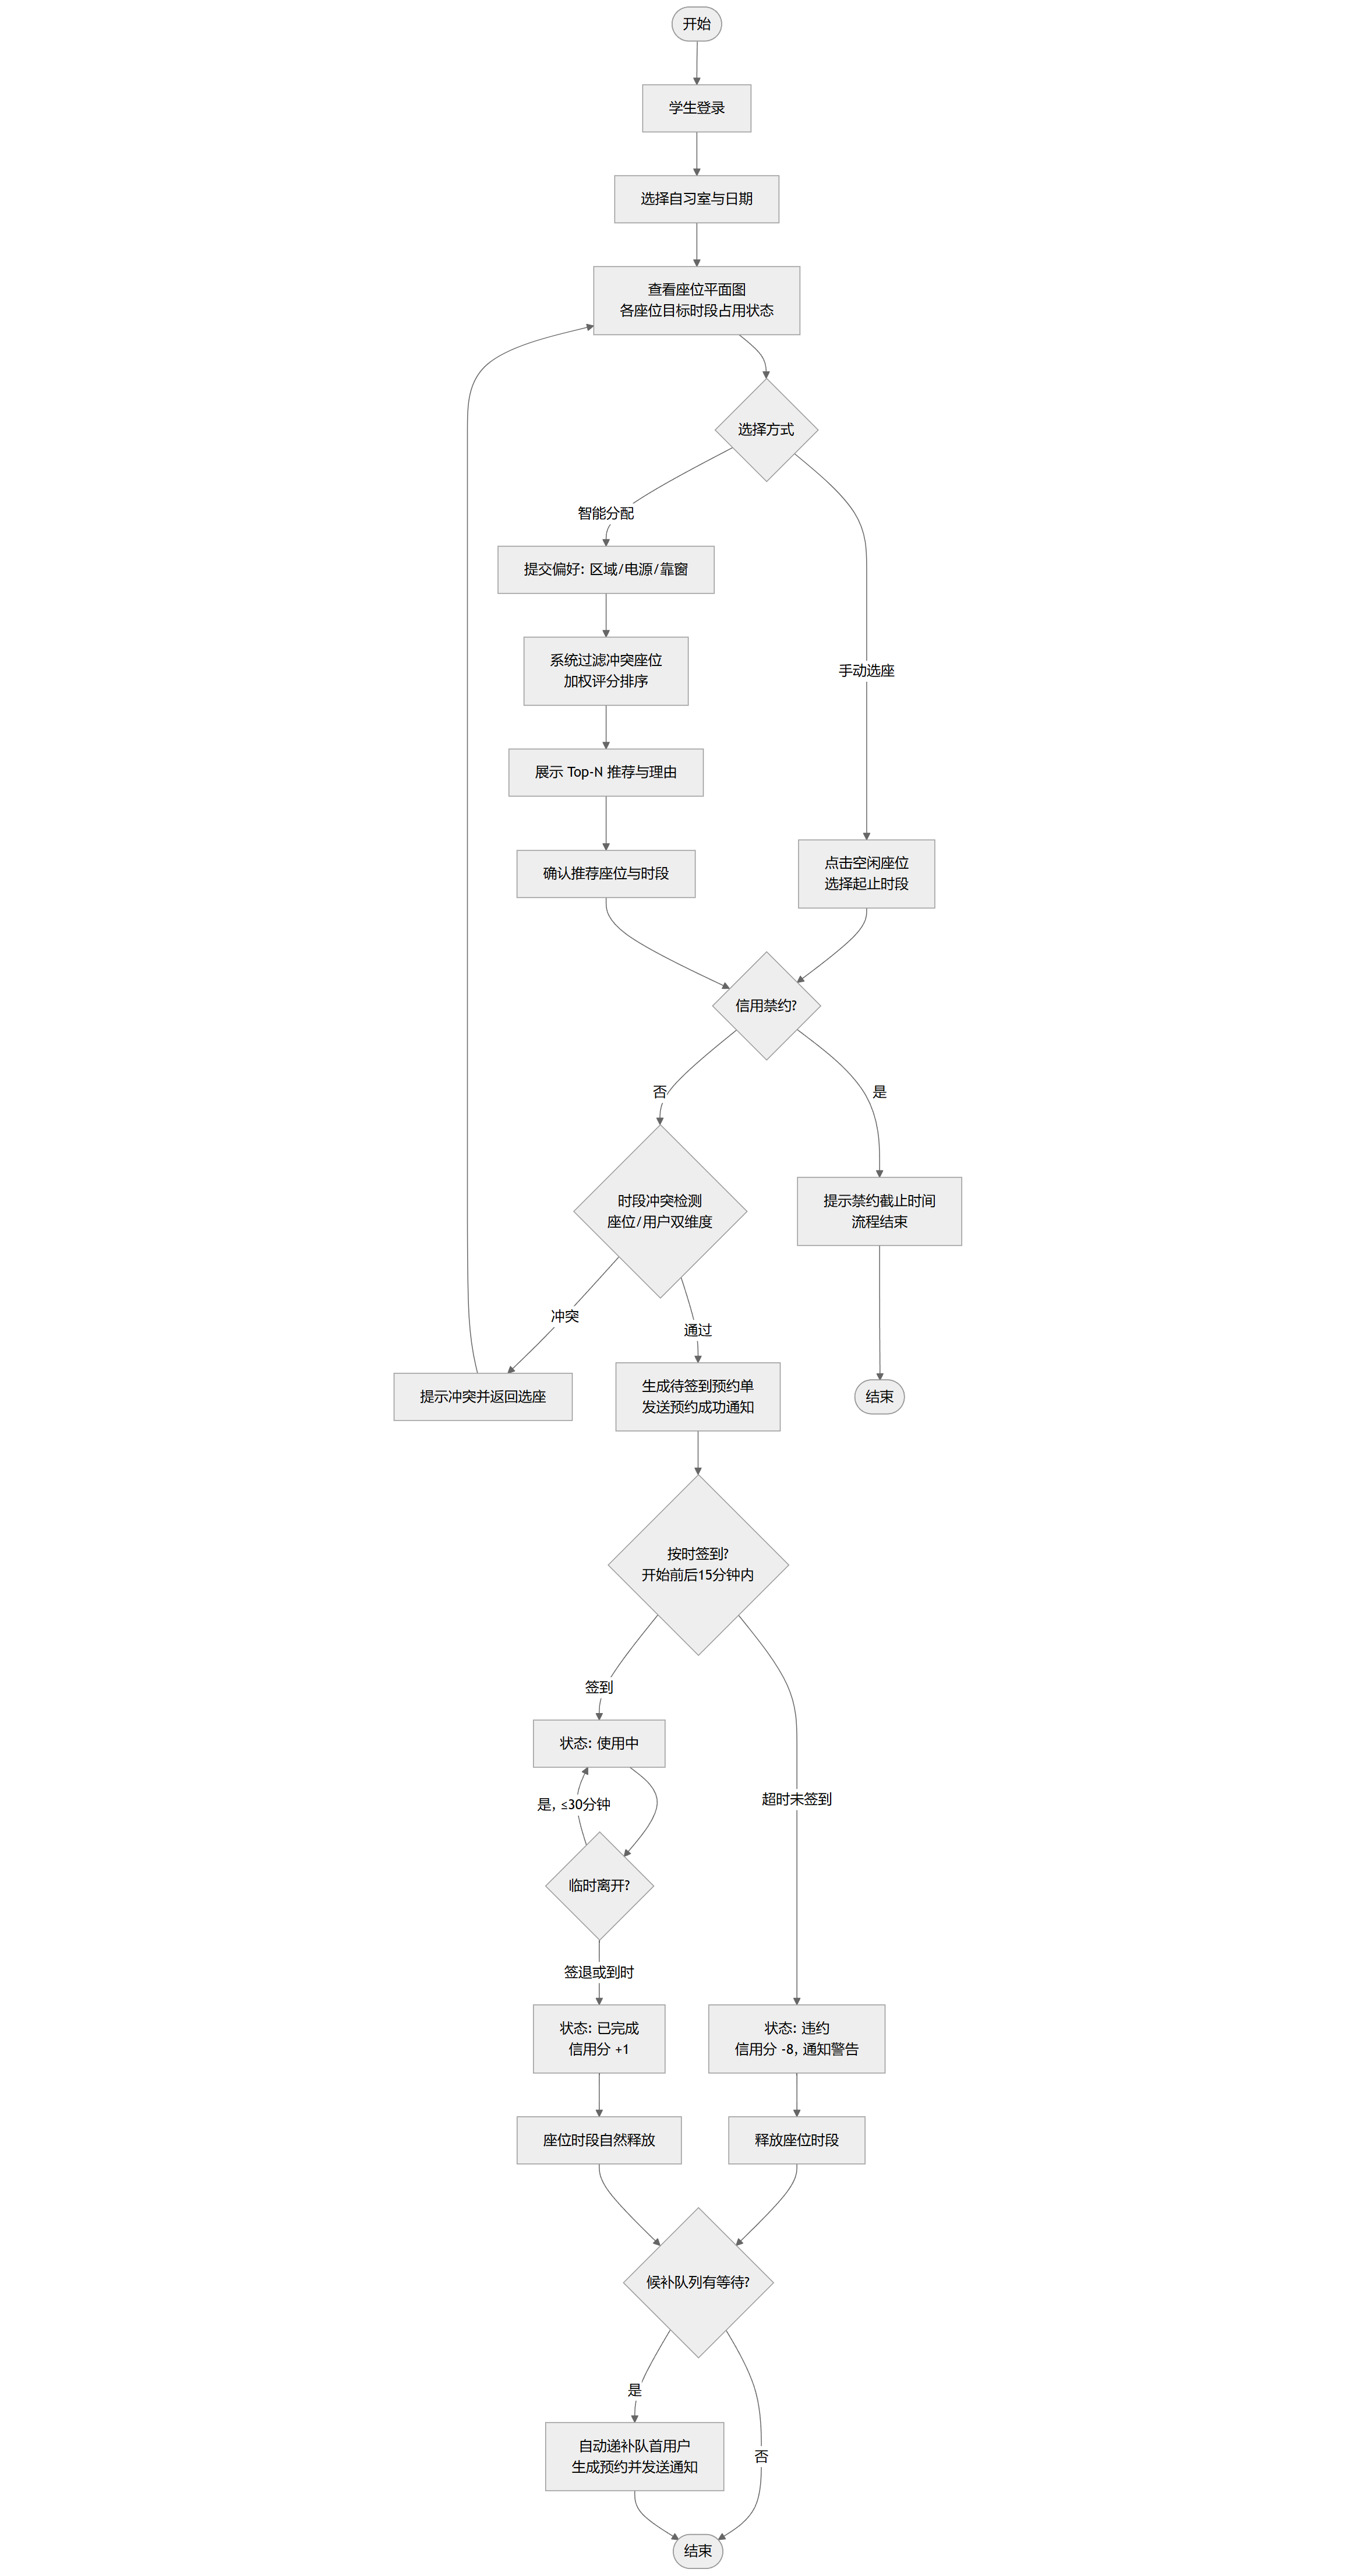 开始
学生登录
选择自习室与日期
查看座位平面图
各座位目标时段占用状态
选择方式
智能分配
提交偏好: 区域/电源/靠窗
系统过滤冲突座位
加权评分排序
手动选座
展示 Top-N 推荐与理由
确认推荐座位与时段
点击空闲座位
选择起止时段
信用禁约?
否
是
时段冲突检测
座位/用户双维度
提示禁约截止时间
流程结束
冲突
通过
提示冲突并返回选座
生成待签到预约单
发送预约成功通知
结束
按时签到?
开始前后15分钟内
签到
状态: 使用中
是, ≤30分钟
超时未签到
临时离开?
签退或到时
状态: 已完成
信用分 +1
状态: 违约
信用分 -8, 通知警告
座位时段自然释放
释放座位时段
候补队列有等待?
是
自动递补队首用户
生成预约并发送通知
否
结束